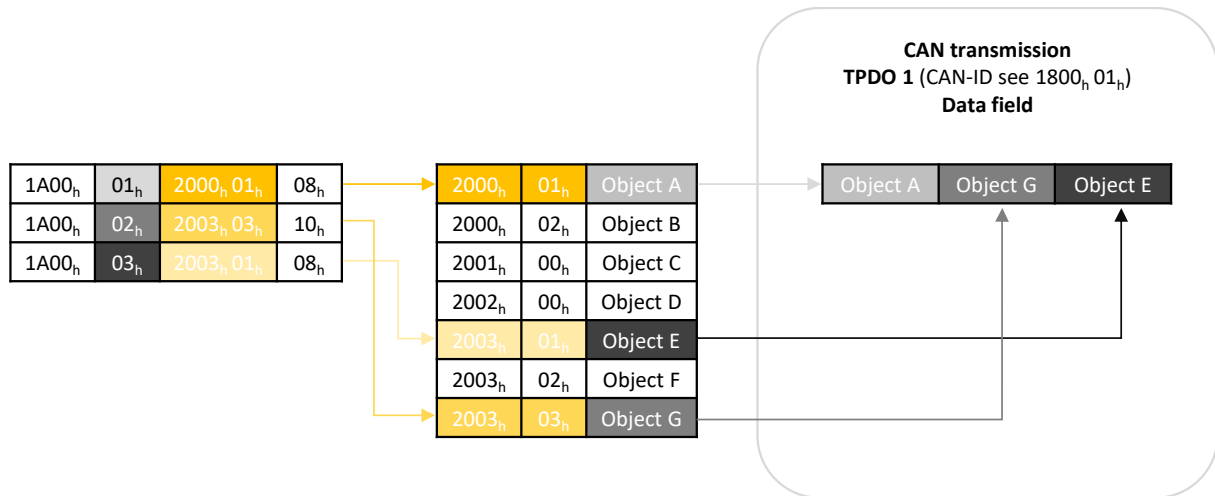 CAN transmission
TPDO 1 (CAN-ID see 1800h 01h)
Data field
1A00h 01h 2000h 01h 08h
1A00h 02h 2003h 03h 10h
1A00h 03h 2003h 01h 08h
2000h 01h Object A
2000h 02h Object B
2001h 00h Object C
2002h 00h Object D
2003h 01h Object E
2003h 02h Object F
2003h 03h Object G
Object A Object G Object E